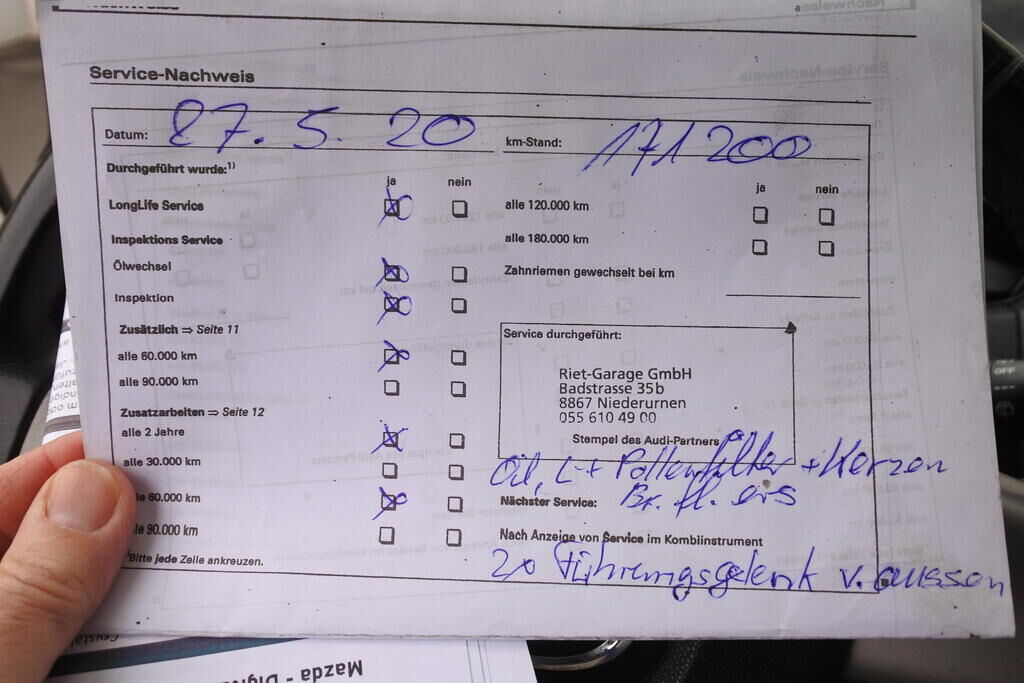 Service-Nachweis
Datum: 27. 5. 20
km-Stand: 171200
Durchgeführt wurde:1)
ja nein
LongLife Service
Inspektions Service
Ölwechsel
Inspektion
Zusätzlich ⇒ Seite 11
alle 60.000 km
alle 90.000 km
Zusatzarbeiten ⇒ Seite 12
alle 2 Jahre
alle 30.000 km
alle 60.000 km
alle 90.000 km
Bitte jede Zeile ankreuzen.
ja nein
alle 120.000 km
alle 180.000 km
Zahnriemen gewechselt bei km
Service durchgeführt:
Riet-Garage GmbH
Badstrasse 35b
8867 Niederurnen
055 610 49 00
Stempel des Audi-Partners
Öil, L + Pollenfilter + Kerzen
Br. fl. ers
Nächster Service:
Nach Anzeige von Service im Kombiinstrument
2x Führungsgelenk v. aussen
OFF
Mazda -